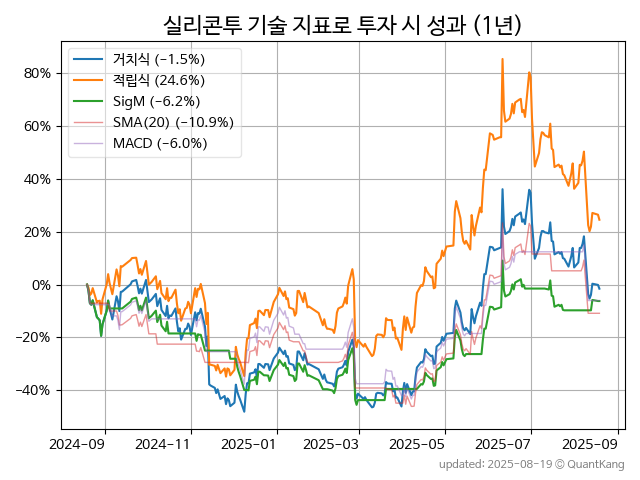 실리콘투 기술 지표로 투자 시 성과 (1년)
거치식 (−1.5%)
적립식 (24.6%)
SigM (−6.2%)
SMA(20) (−10.9%)
MACD (−6.0%)
80%
60%
40%
20%
0%
−20%
−40%
2024-09 2024-11 2025-01 2025-03 2025-05 2025-07 2025-09
updated: 2025-08-19 © QuantKang